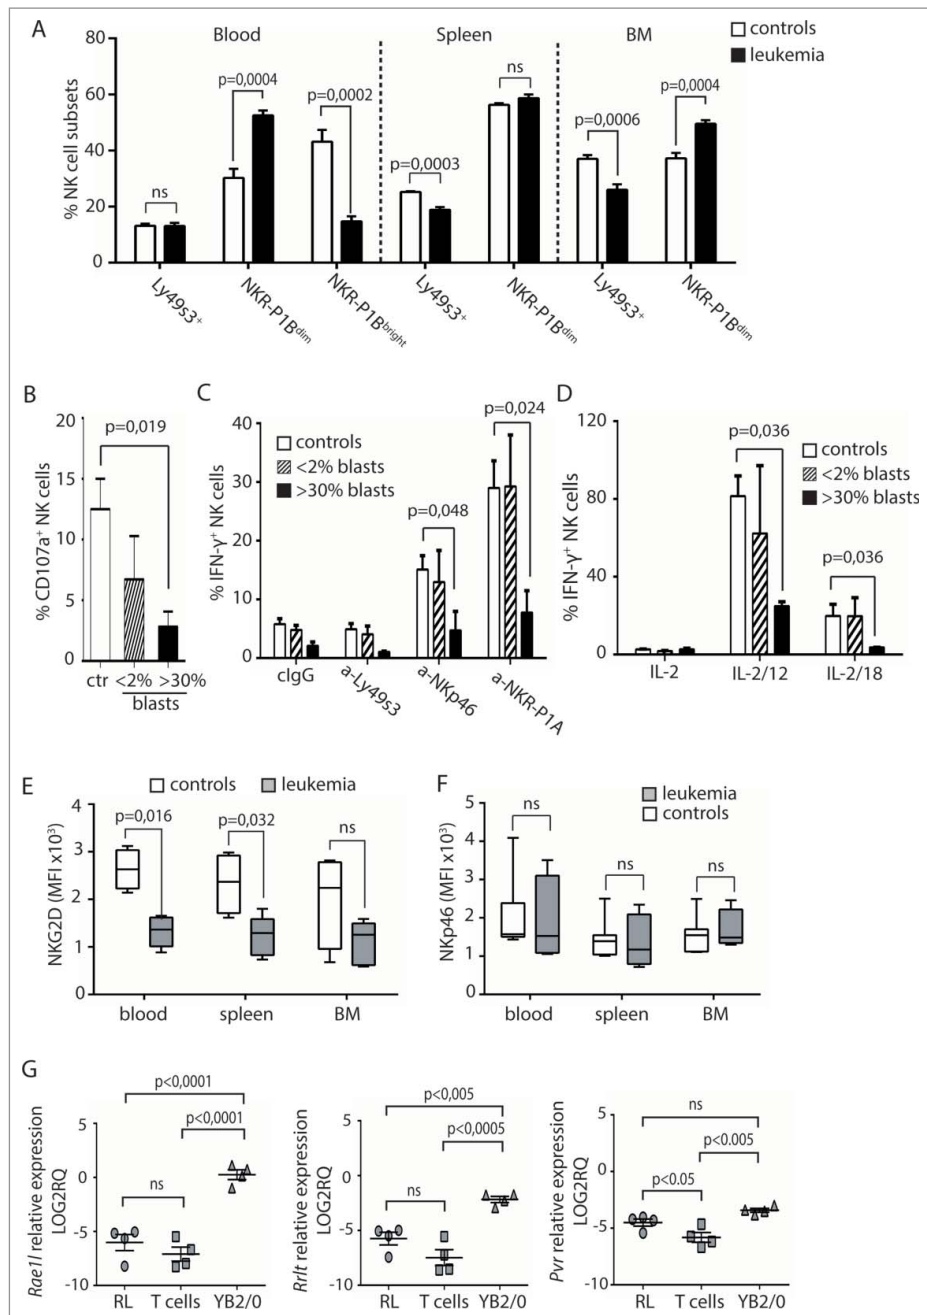 A
Blood
Spleen
BM
controls
leukemia
% NK cell subsets
80
60
40
20
0
ns
p=0,0004
p=0,0002
p=0,0003
ns
p=0,0006
p=0,0004
Ly49s3+
NKR-P1Bdim
NKR-P1Bbright
Ly49s3+
NKR-P1Bdim
Ly49s3+
NKR-P1Bdim
B
% CD107a+ NK cells
20
15
10
5
0
p=0,019
ctr <2% >30%
blasts
C
% IFN-γ+ NK cells
40
30
20
10
0
controls
<2% blasts
>30% blasts
p=0,048
p=0,024
cIgG
a-Ly49s3
a-NKp46
a-NKR-P1A
D
% IFN-γ+ NK cells
120
80
40
0
p=0,036
p=0,036
controls
<2% blasts
>30% blasts
IL-2
IL-2/12
IL-2/18
E
controls
leukemia
NKG2D (MFI x10³)
4
3
2
1
0
p=0,016
p=0,032
ns
blood
spleen
BM
F
leukemia
controls
NKp46 (MFI x10³)
5
4
3
2
1
0
ns
ns
ns
blood
spleen
BM
G
Rae1l relative expression
LOG2RQ
5
0
-5
-10
p<0,0001
p<0,0001
ns
RL
T cells
YB2/0
Rrlt relative expression
LOG2RQ
5
0
-5
-10
p<0,005
p<0,0005
ns
RL
T cells
YB2/0
Pvr relative expression
LOG2RQ
5
0
-5
-10
ns
p<0.005
p<0.05
RL
T cells
YB2/0